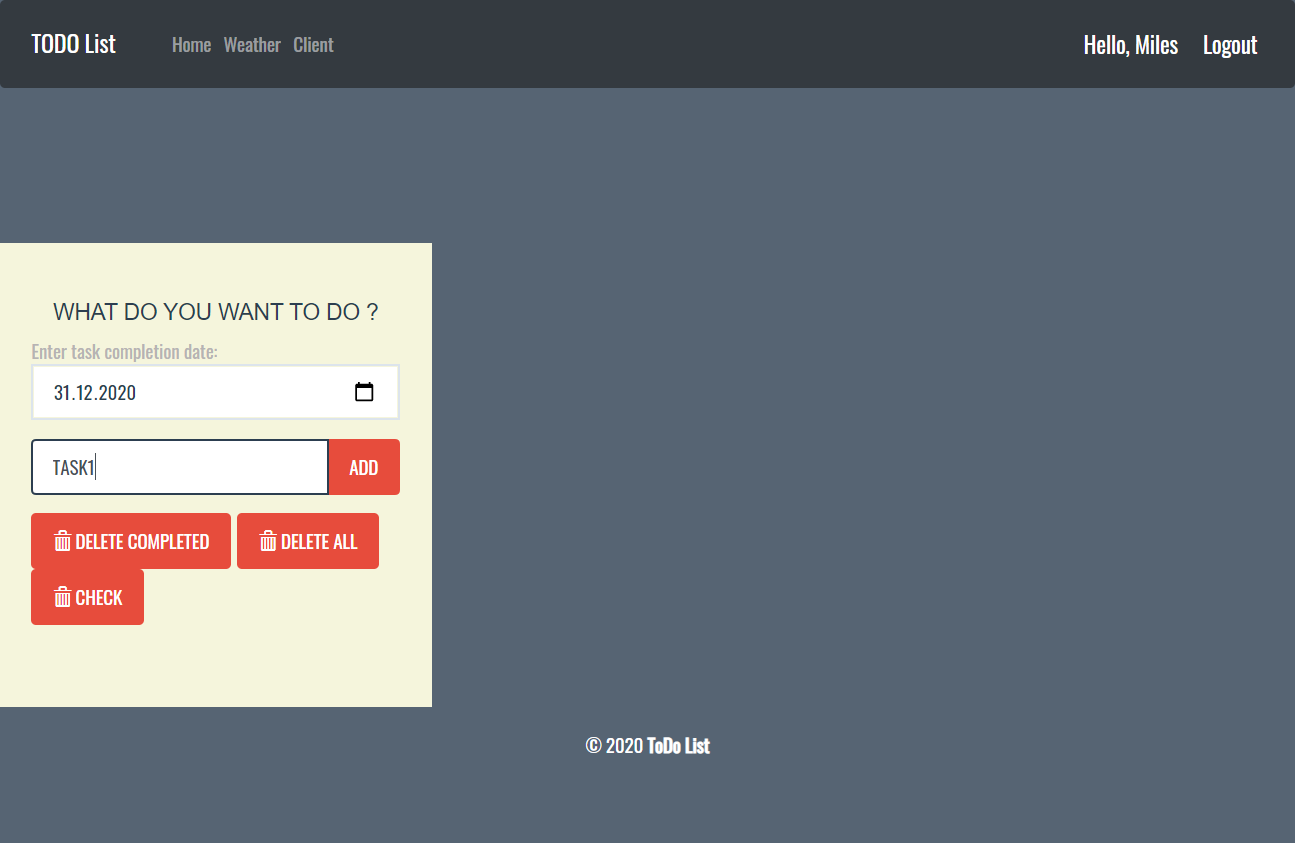 TODO List Home Weather Client Hello, Miles Logout
WHAT DO YOU WANT TO DO ?
Enter task completion date:
31.12.2020
TASK1 ADD
DELETE COMPLETED DELETE ALL
CHECK
© 2020 ToDo List